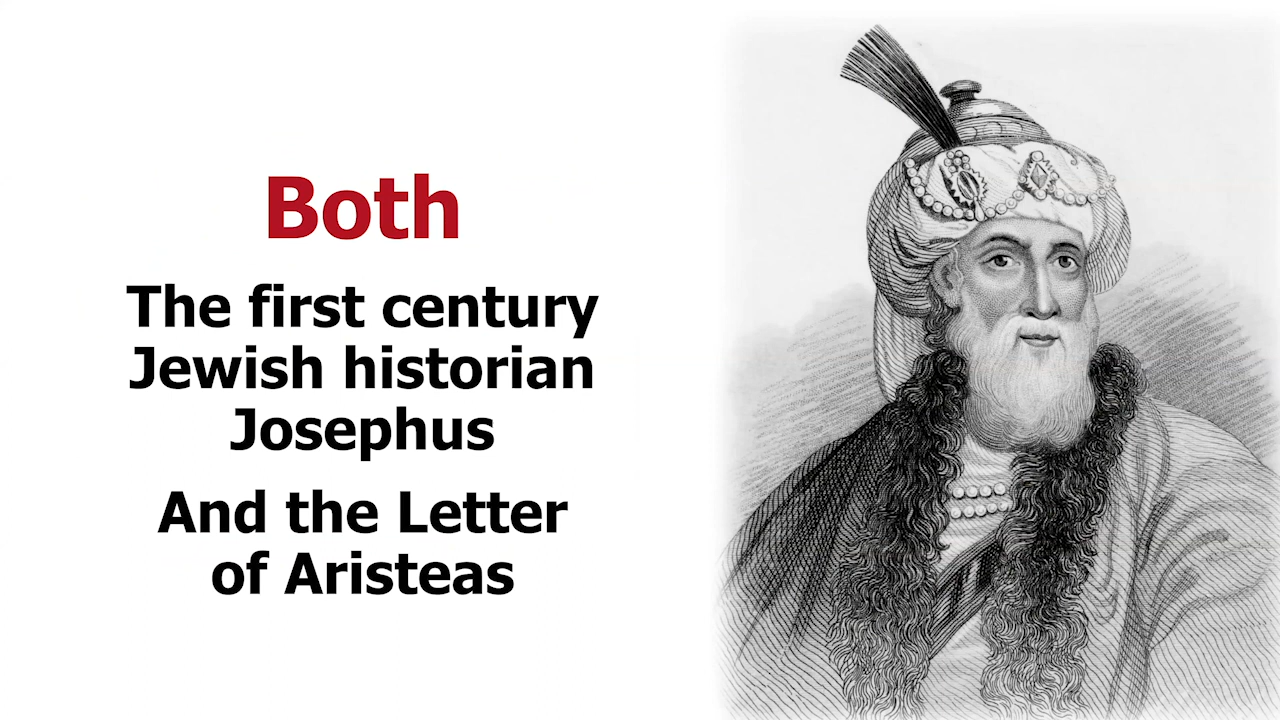 Both
The first century
Jewish historian
Josephus
And the Letter
of Aristeas